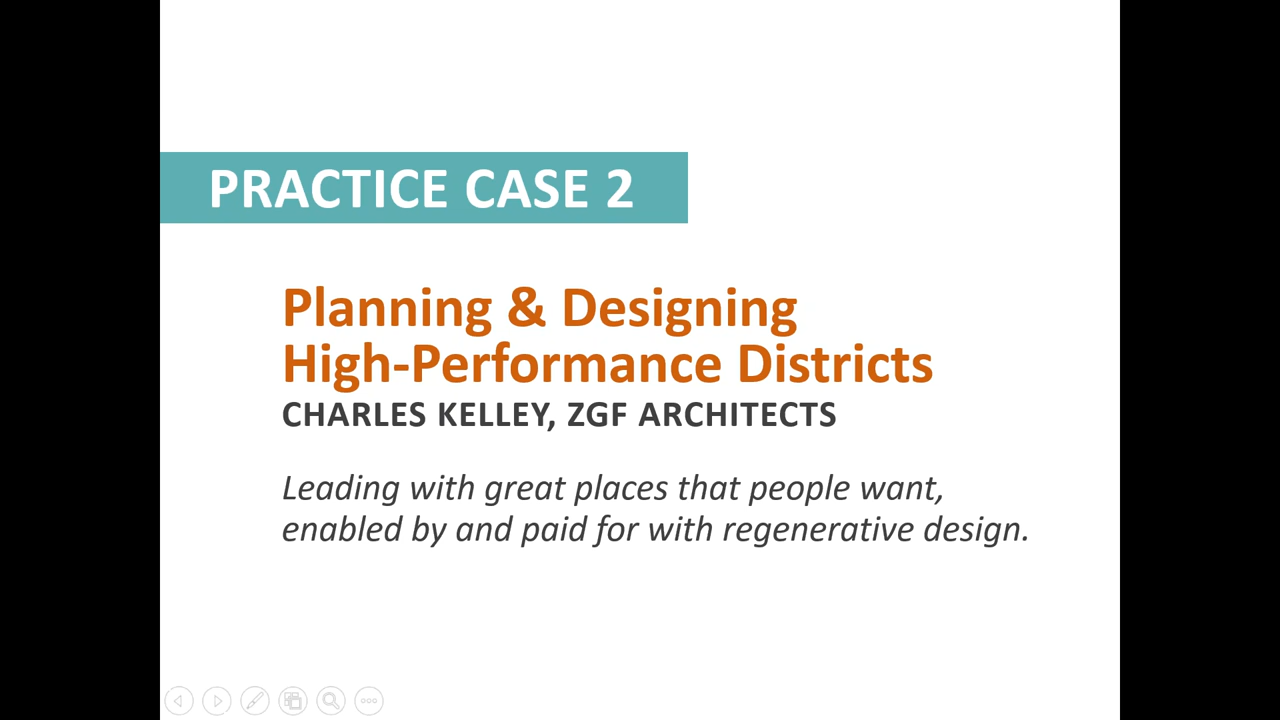 PRACTICE CASE 2
Planning & Designing
High-Performance Districts
CHARLES KELLEY, ZGF ARCHITECTS
Leading with great places that people want,
enabled by and paid for with regenerative design.